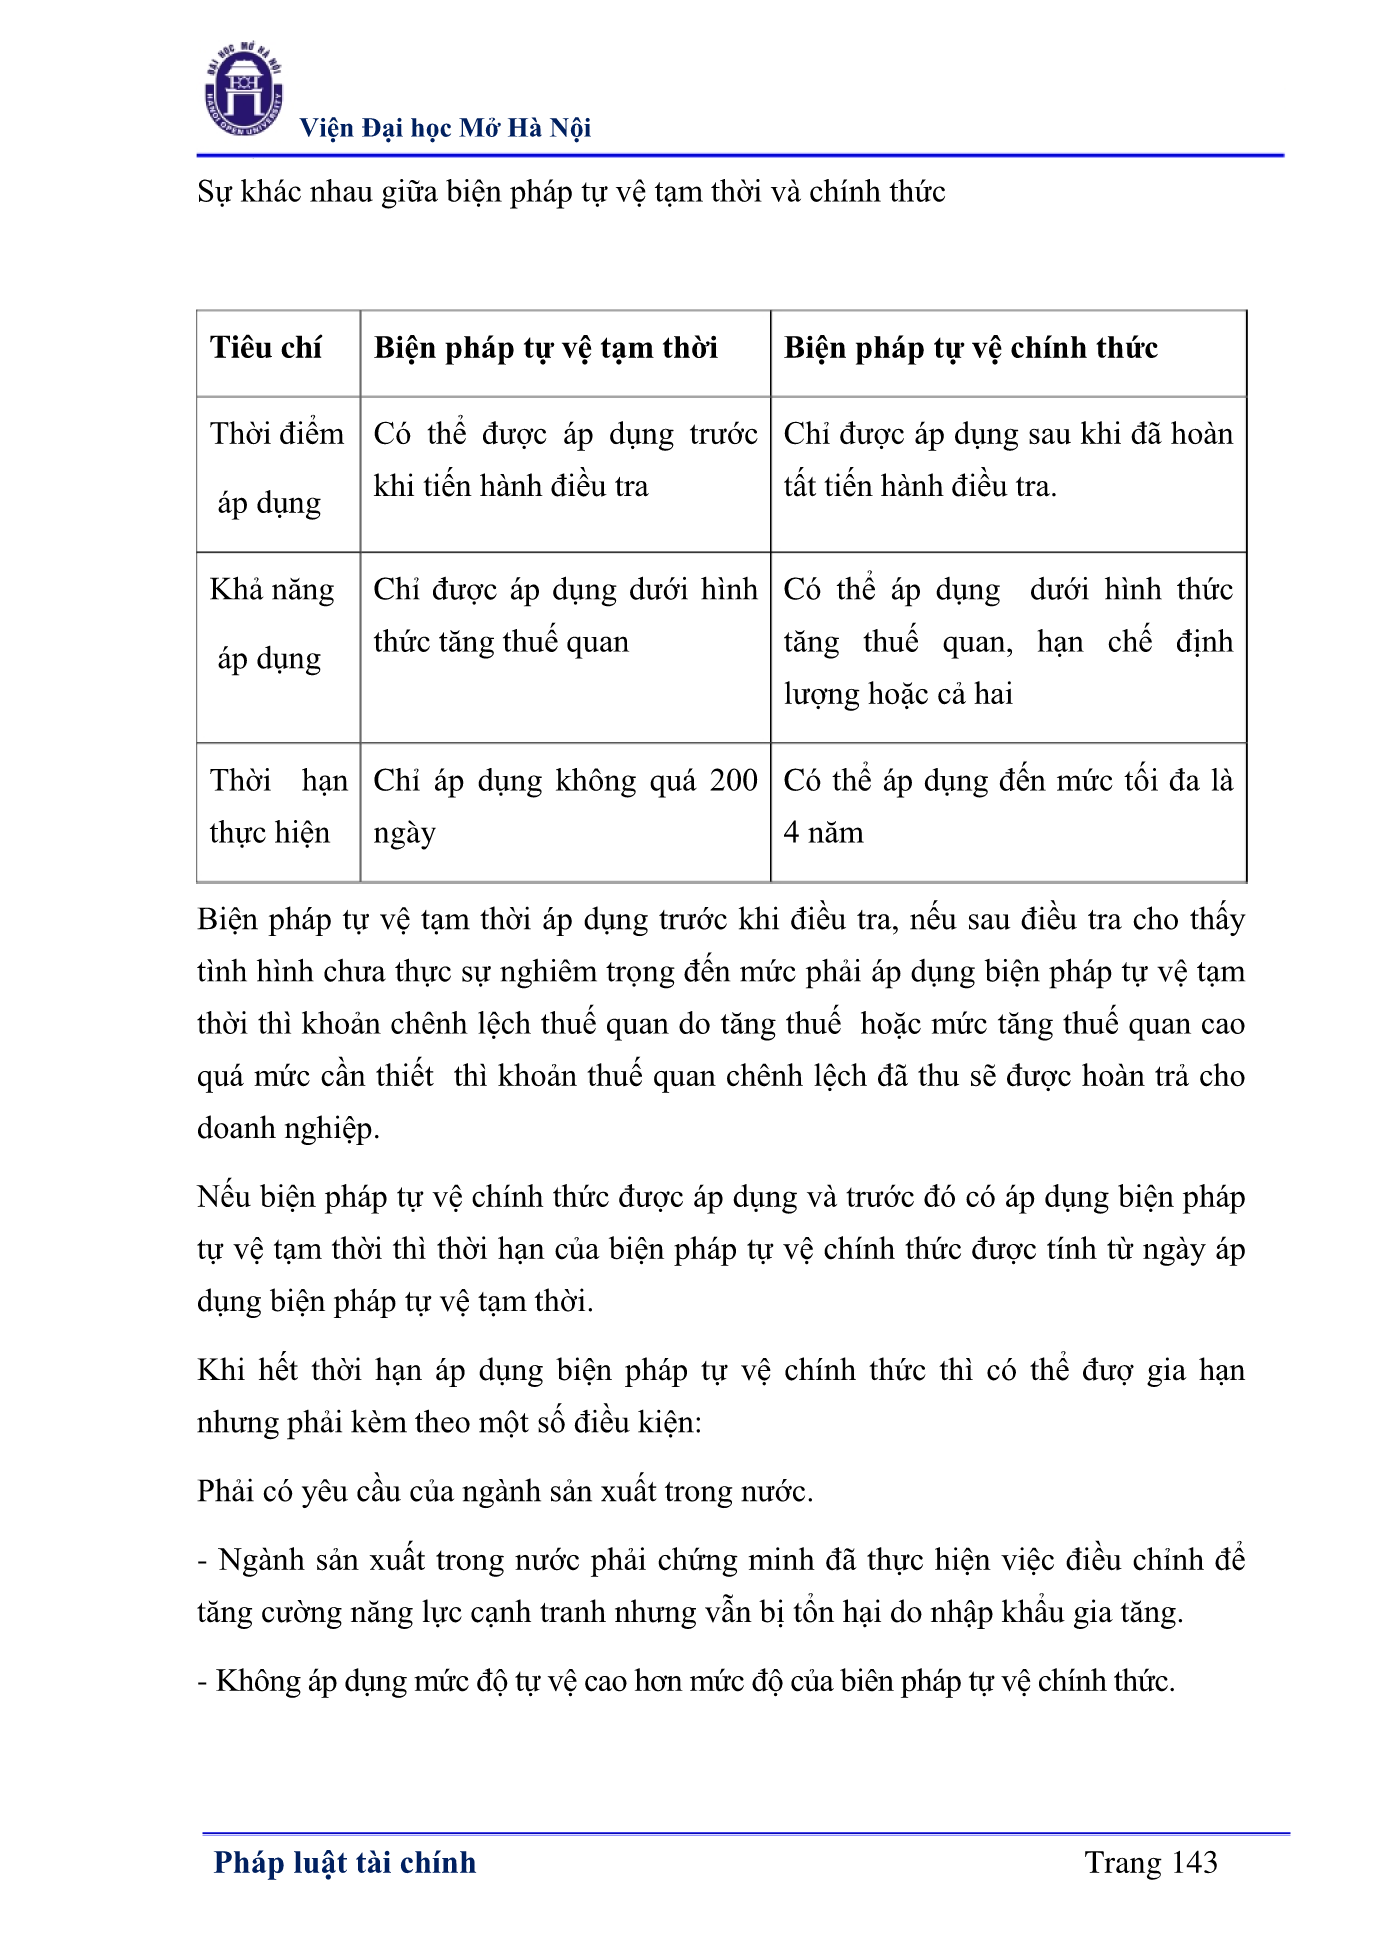 ĐẠI HỌC MỞ HÀ NỘI
HANOI OPEN UNIVERSITY
Viện Đại học Mở Hà Nội
Sự khác nhau giữa biện pháp tự vệ tạm thời và chính thức
Tiêu chí
Biện pháp tự vệ tạm thời
Biện pháp tự vệ chính thức
Thời điểm
áp dụng
Có thể được áp dụng trước
khi tiến hành điều tra
Chỉ được áp dụng sau khi đã hoàn
tất tiến hành điều tra.
Khả năng
áp dụng
Chỉ được áp dụng dưới hình
thức tăng thuế quan
Có thể áp dụng dưới hình thức
tăng thuế quan, hạn chế định
lượng hoặc cả hai
Thời hạn
thực hiện
Chỉ áp dụng không quá 200
ngày
Có thể áp dụng đến mức tối đa là
4 năm
Biện pháp tự vệ tạm thời áp dụng trước khi điều tra, nếu sau điều tra cho thấy
tình hình chưa thực sự nghiêm trọng đến mức phải áp dụng biện pháp tự vệ tạm
thời thì khoản chênh lệch thuế quan do tăng thuế hoặc mức tăng thuế quan cao
quá mức cần thiết thì khoản thuế quan chênh lệch đã thu sẽ được hoàn trả cho
doanh nghiệp.
Nếu biện pháp tự vệ chính thức được áp dụng và trước đó có áp dụng biện pháp
tự vệ tạm thời thì thời hạn của biện pháp tự vệ chính thức được tính từ ngày áp
dụng biện pháp tự vệ tạm thời.
Khi hết thời hạn áp dụng biện pháp tự vệ chính thức thì có thể đượ gia hạn
nhưng phải kèm theo một số điều kiện:
Phải có yêu cầu của ngành sản xuất trong nước.
- Ngành sản xuất trong nước phải chứng minh đã thực hiện việc điều chỉnh để
tăng cường năng lực cạnh tranh nhưng vẫn bị tổn hại do nhập khẩu gia tăng.
- Không áp dụng mức độ tự vệ cao hơn mức độ của biên pháp tự vệ chính thức.
Pháp luật tài chính
Trang 143